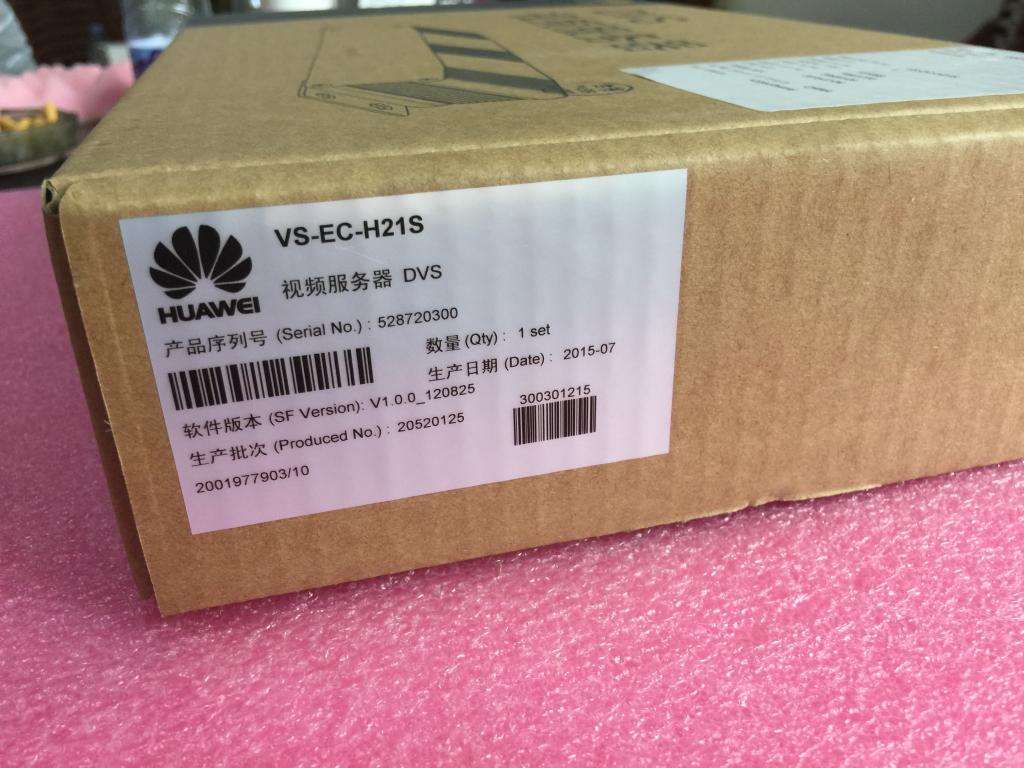 VS-EC-H21S
HUAWEI
视频服务器 DVS
产品序列号 (Serial No.) : 528720300
数量 (Qty) : 1 set
生产日期 (Date) : 2015-07
软件版本 (SF Version): V1.0.0_120825
300301215
生产批次 (Produced No.) : 20520125
2001977903/10